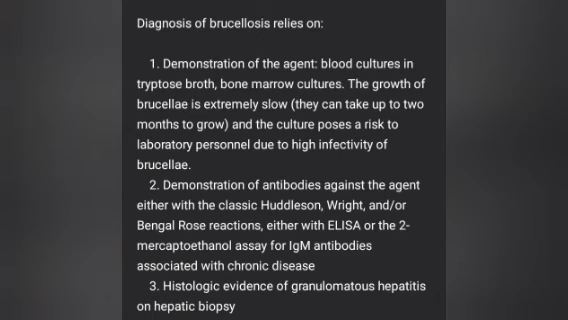 Diagnosis of brucellosis relies on:
1. Demonstration of the agent: blood cultures in
tryptose broth, bone marrow cultures. The growth of
brucellae is extremely slow (they can take up to two
months to grow) and the culture poses a risk to
laboratory personnel due to high infectivity of
brucellae.
2. Demonstration of antibodies against the agent
either with the classic Huddleson, Wright, and/or
Bengal Rose reactions, either with ELISA or the 2-
mercaptoethanol assay for IgM antibodies
associated with chronic disease
3. Histologic evidence of granulomatous hepatitis
on hepatic biopsy